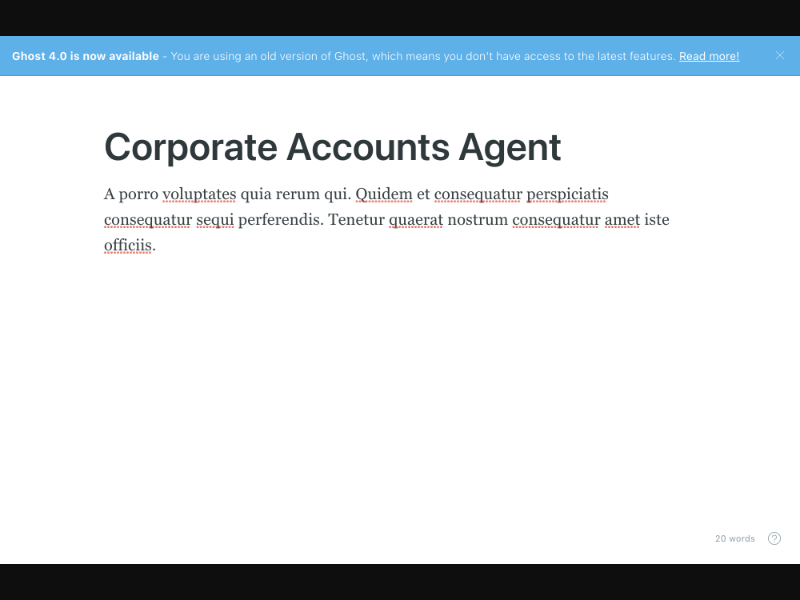 Ghost 4.0 is now available - You are using an old version of Ghost, which means you don't have access to the latest features. Read more!
Corporate Accounts Agent
A porro voluptates quia rerum qui. Quidem et consequatur perspiciatis
consequatur sequi perferendis. Tenetur quaerat nostrum consequatur amet iste
officiis.
20 words